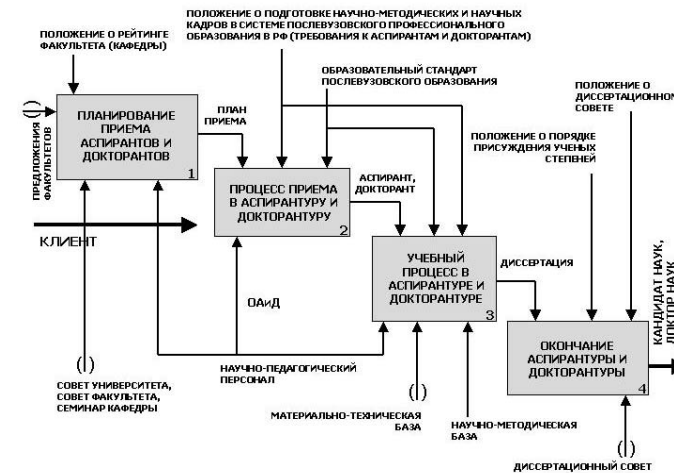 ПОЛОЖЕНИЕ О ПОДГОТОВКЕ НАУЧНО-МЕТОДИЧЕСКИХ И НАУЧНЫХ
КАДРОВ В СИСТЕМЕ ПОСЛЕВУЗОВСКОГО ПРОФЕССИОНАЛЬНОГО
ОБРАЗОВАНИЯ В РФ (ТРЕБОВАНИЯ К АСПИРАНТАМ И ДОКТОРАНТАМ)
ПОЛОЖЕНИЕ О РЕЙТИНГЕ
ФАКУЛЬТЕТА (КАФЕДРЫ)
ОБРАЗОВАТЕЛЬНЫЙ СТАНДАРТ
ПОСЛЕВУЗОВСКОГО ОБРАЗОВАНИЯ
ПОЛОЖЕНИЕ О
ДИССЕРТАЦИОННОМ
СОВЕТЕ
()
ПРЕДЛОЖЕНИЯ
ФАКУЛЬТЕТОВ
ПЛАНИРОВАНИЕ
ПРИЕМА
АСПИРАНТОВ И
ДОКТОРАНТОВ
1
ПЛАН
ПРИЕМА
ПОЛОЖЕНИЕ О ПОРЯДКЕ
ПРИСУЖДЕНИЯ УЧЕНЫХ
СТЕПЕНЕЙ
ПРОЦЕСС ПРИЕМА
В АСПИРАНТУРУ И
ДОКТОРАНТУРУ
2
АСПИРАНТ,
ДОКТОРАНТ
КЛИЕНТ
УЧЕБНЫЙ
ПРОЦЕСС В
АСПИРАНТУРЕ И
ДОКТОРАНТУРЕ
3
ДИССЕРТАЦИЯ
КАНДИДАТ НАУК,
ДОКТОР НАУК
ОАиД
ОКОНЧАНИЕ
АСПИРАНТУРЫ И
ДОКТОРАНТУРЫ
4
()
СОВЕТ УНИВЕРСИТЕТА,
СОВЕТ ФАКУЛЬТЕТА,
СЕМИНАР КАФЕДРЫ
НАУЧНО-ПЕДАГОГИЧЕСКИЙ
ПЕРСОНАЛ
()
МАТЕРИАЛЬНО-ТЕХНИЧЕСКАЯ
БАЗА
НАУЧНО-МЕТОДИЧЕСКАЯ
БАЗА
()
ДИССЕРТАЦИОННЫЙ СОВЕТ